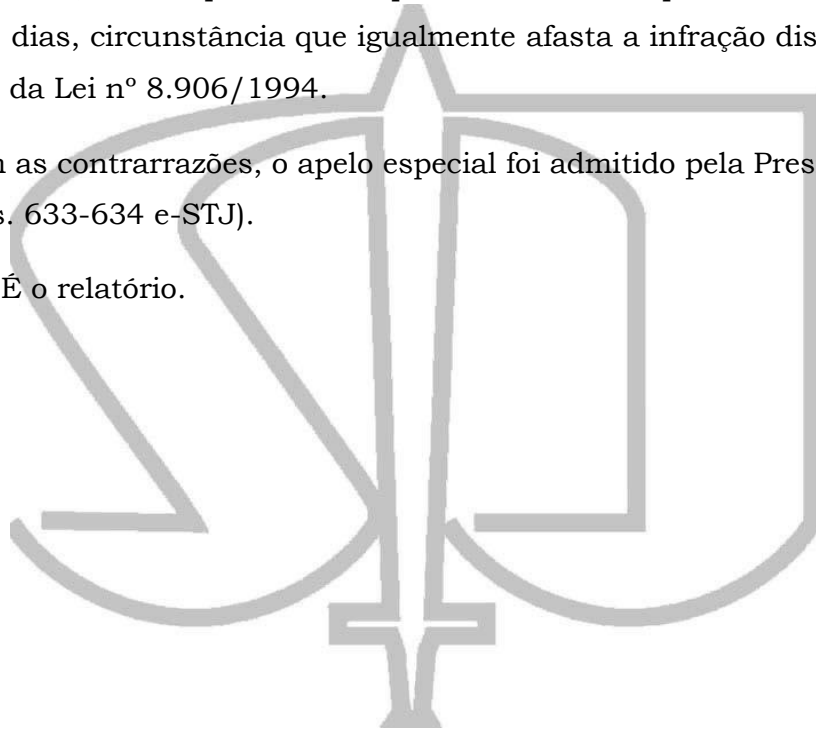 dias, circunstância que igualmente afasta a infração dis
da Lei nº 8.906/1994.
as contrarrazões, o apelo especial foi admitido pela Pres
s. 633-634 e-STJ).
É o relatório.